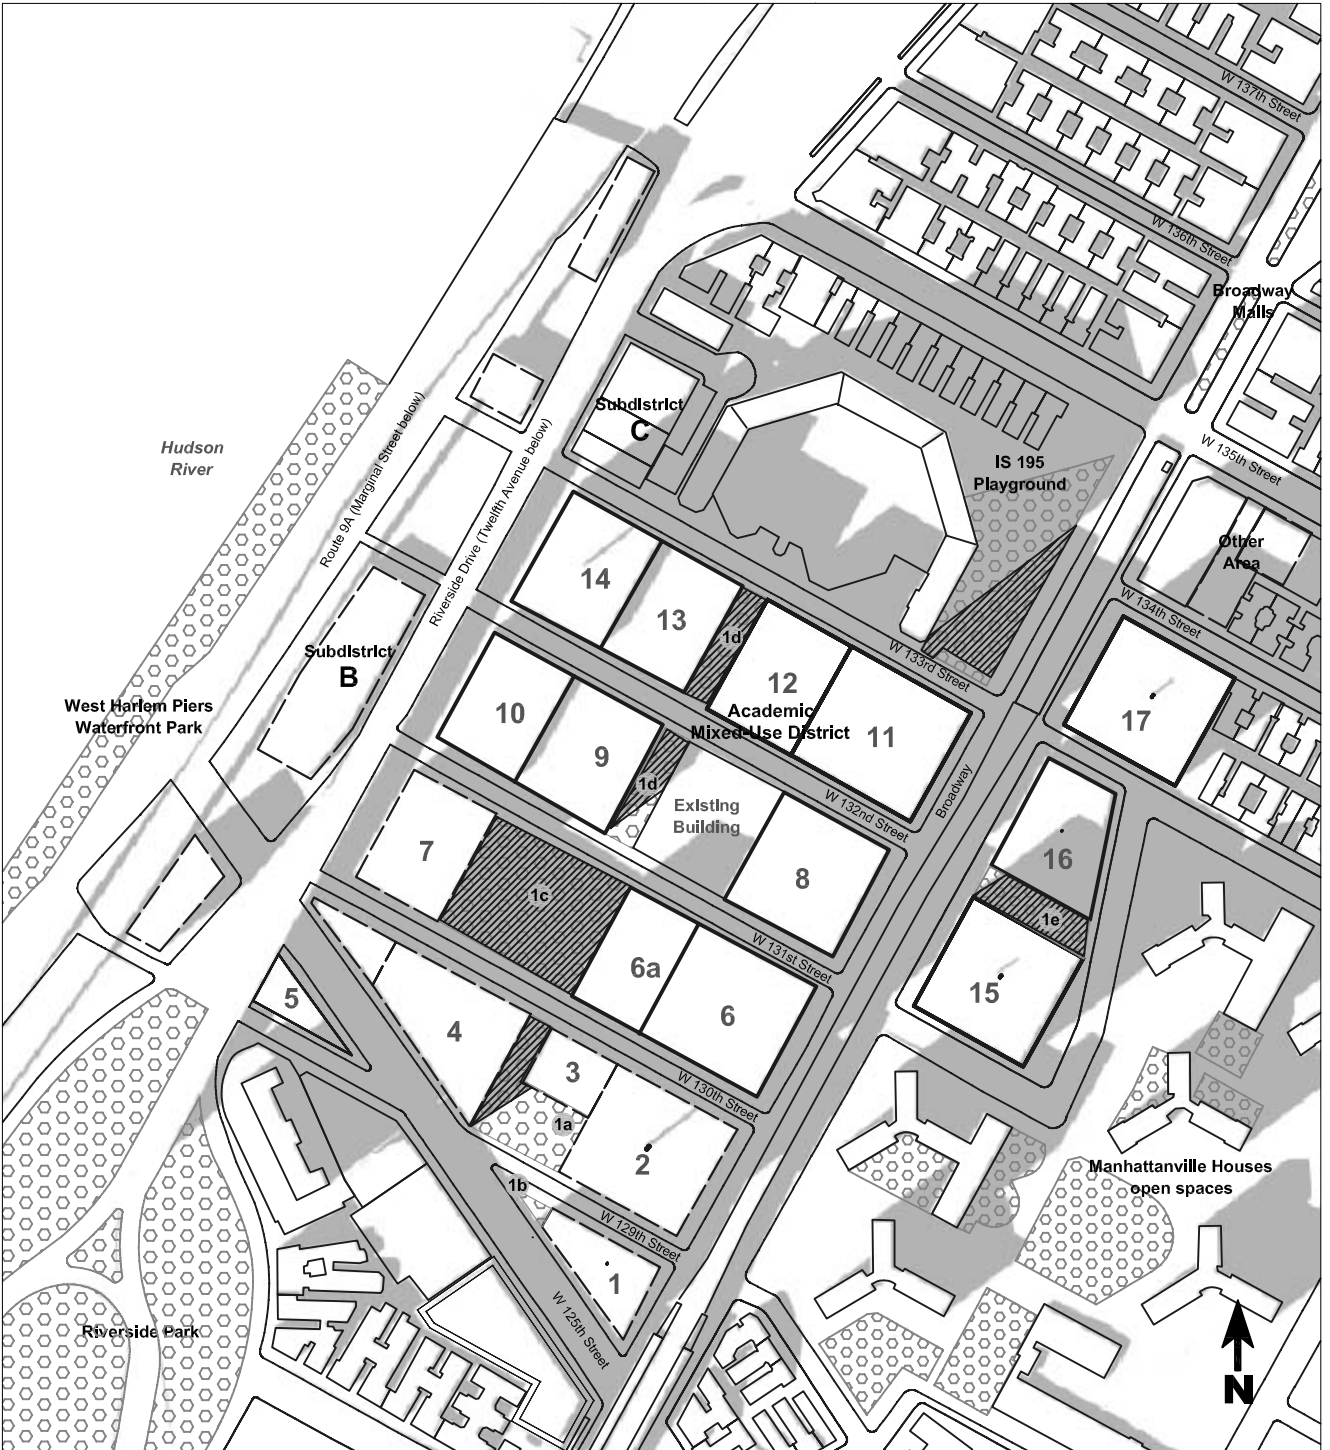 W 137th Street
W 136th Street
Broadway
Malls
W 135th Street
Subdistrict
C
Hudson
River
IS 195
Playground
Route 9A (Marginal Street below)
Riverside Drive (Twelfth Avenue below)
Other
Area
W 134th Street
14
13
1d
W 133rd Street
Subdistrict
B
12
Academic
Mixed-Use District
11
17
West Harlem Piers
Waterfront Park
10
9
1d
Existing
Building
W 132nd Street
Broadway
7
1c
8
16
1e
W 131st Street
6a
6
15
5
4
3
1a
2
W 130th Street
1b
W 129th Street
1
Manhattanville Houses
open spaces
Riverside Park
W 125th Street
N